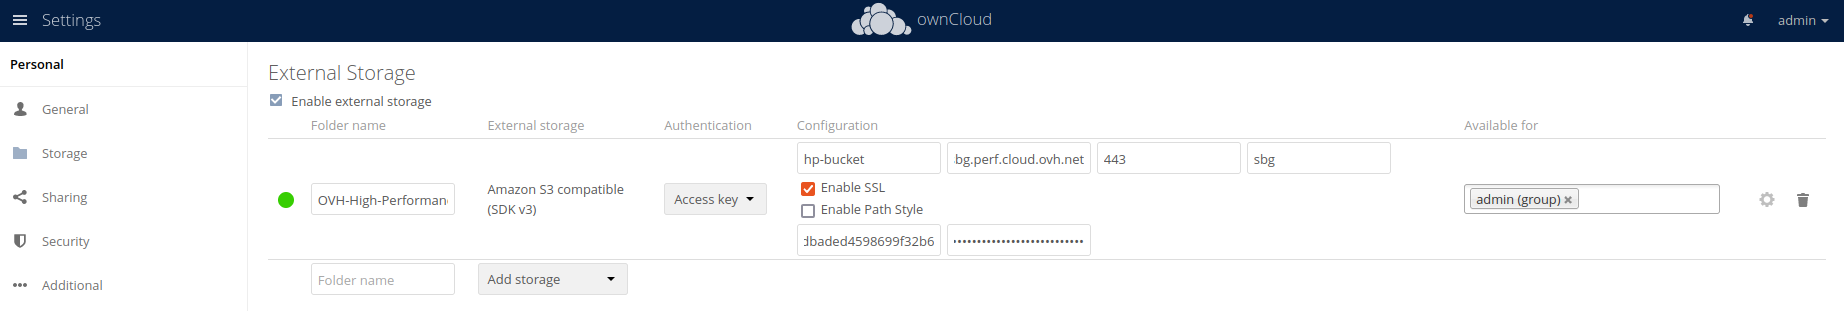 Settings
ownCloud
admin
Personal
General
Storage
Sharing
Security
Additional
External Storage
Enable external storage
Folder name External storage Authentication Configuration Available for
hp-bucket .bg.perf.cloud.ovh.net 443 sbg
OVH-High-Performan
Amazon S3 compatible
(SDK v3)
Access key
Enable SSL
Enable Path Style
dbaded4598699f32b6 •••••••••••••••••••••••••••
admin (group)
Folder name Add storage